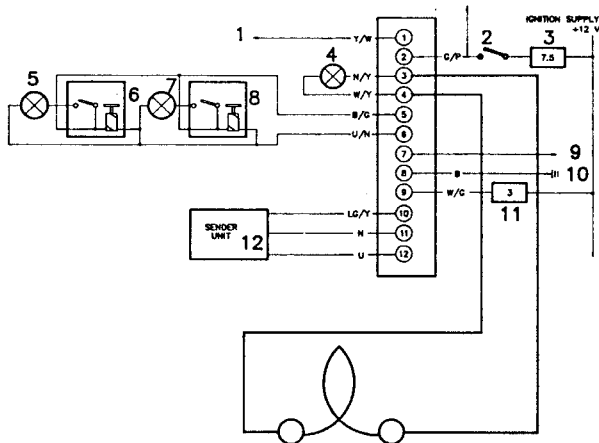 IGNITION SUPPLY
+12 V
1
Y/W
1
2
G/P
2
3
7.5
4
N/Y
3
W/Y
4
5
6
7
8
B/G
5
U/N
6
7
9
8
B
10
9
W/G
3
11
SENDER
UNIT
12
LG/Y
10
N
11
U
12